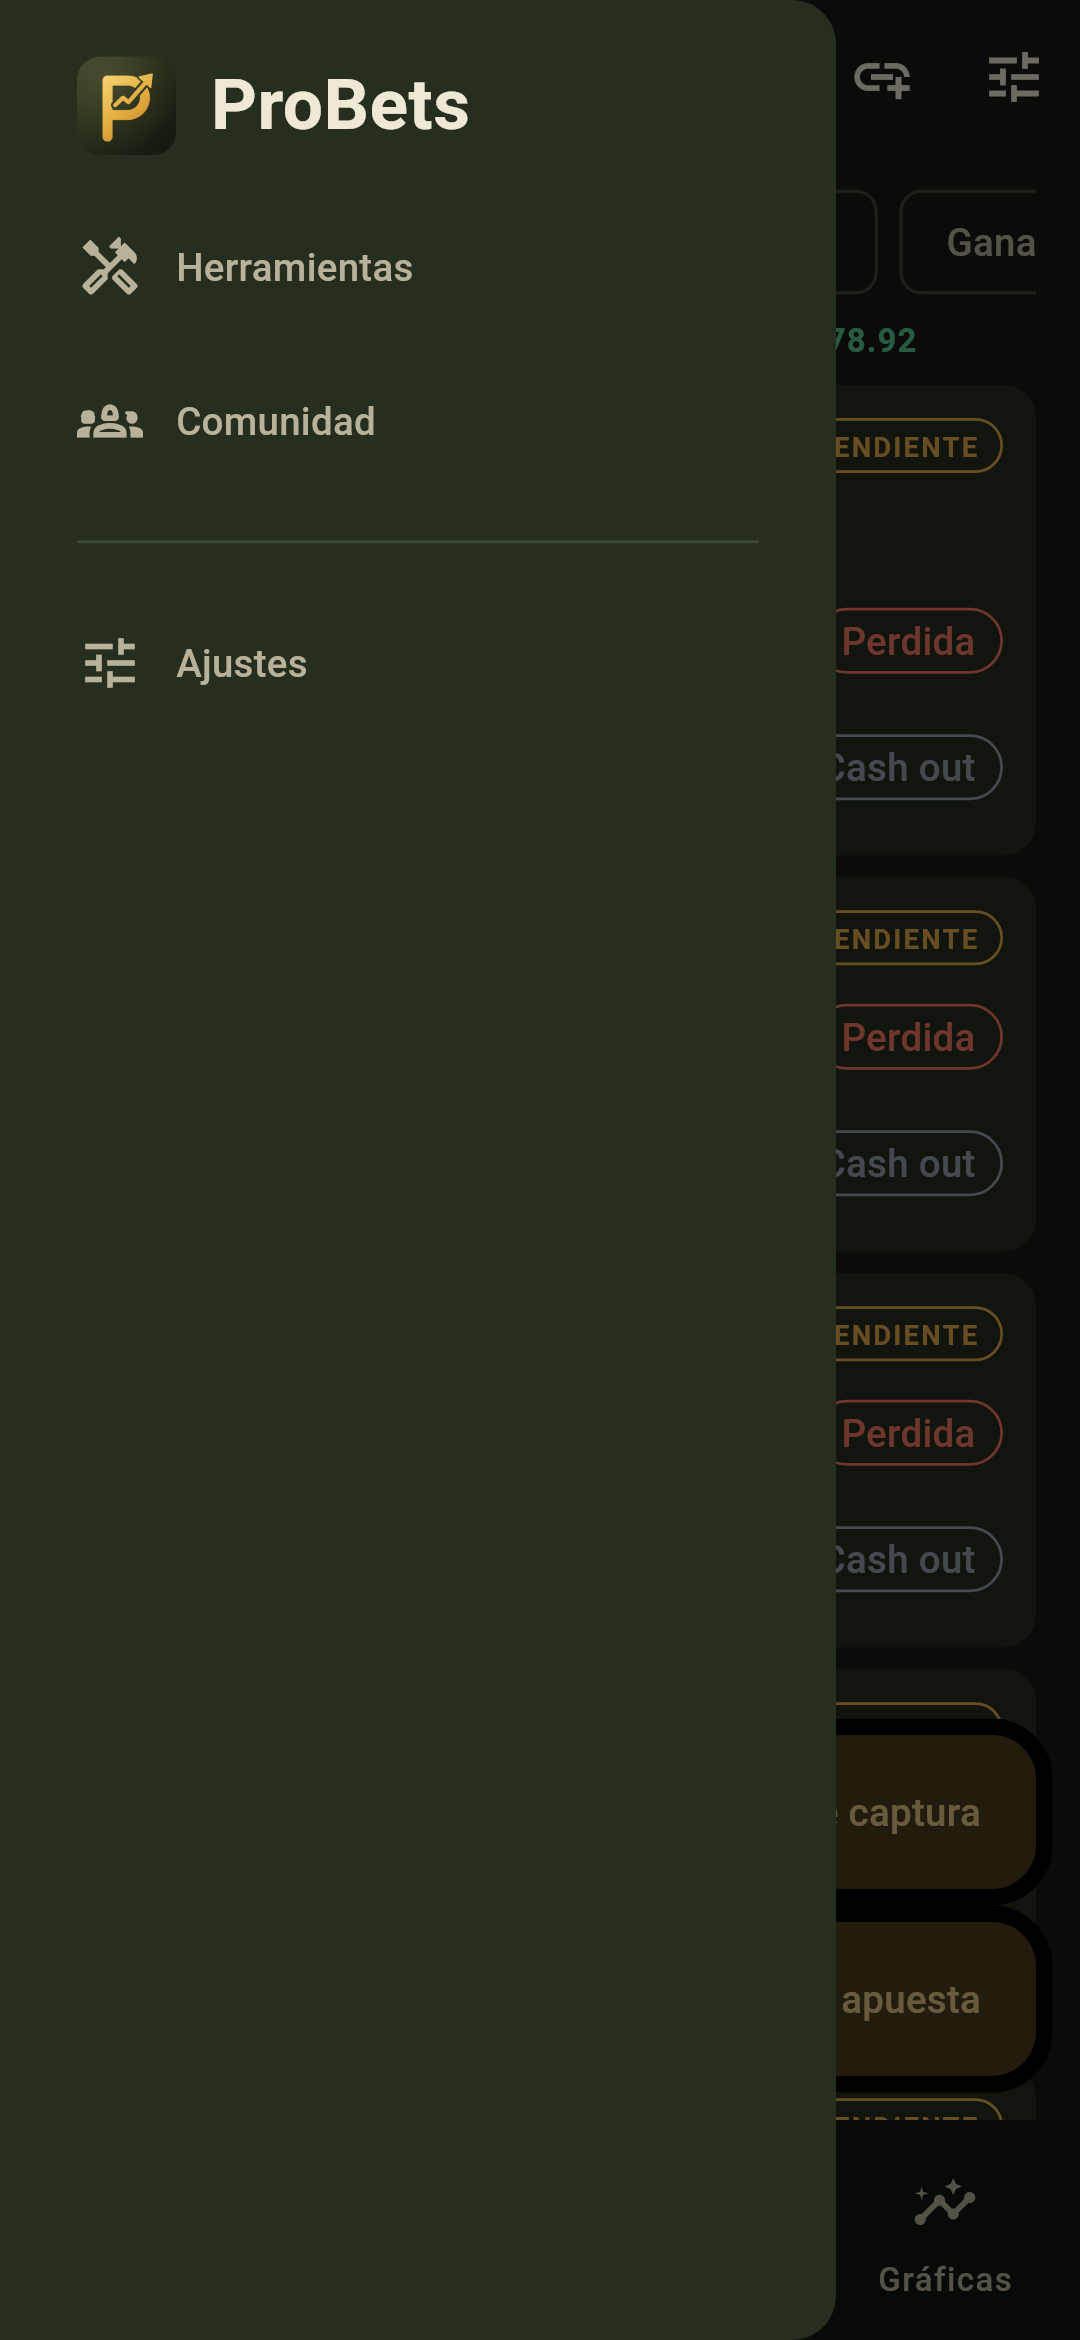 ProBets
Herramientas
Comunidad
Ajustes
Gana
78.92
ENDIENTE
Perdida
Cash out
ENDIENTE
Perdida
Cash out
ENDIENTE
Perdida
Cash out
captura
apuesta
ENDIENTE
Gráficas